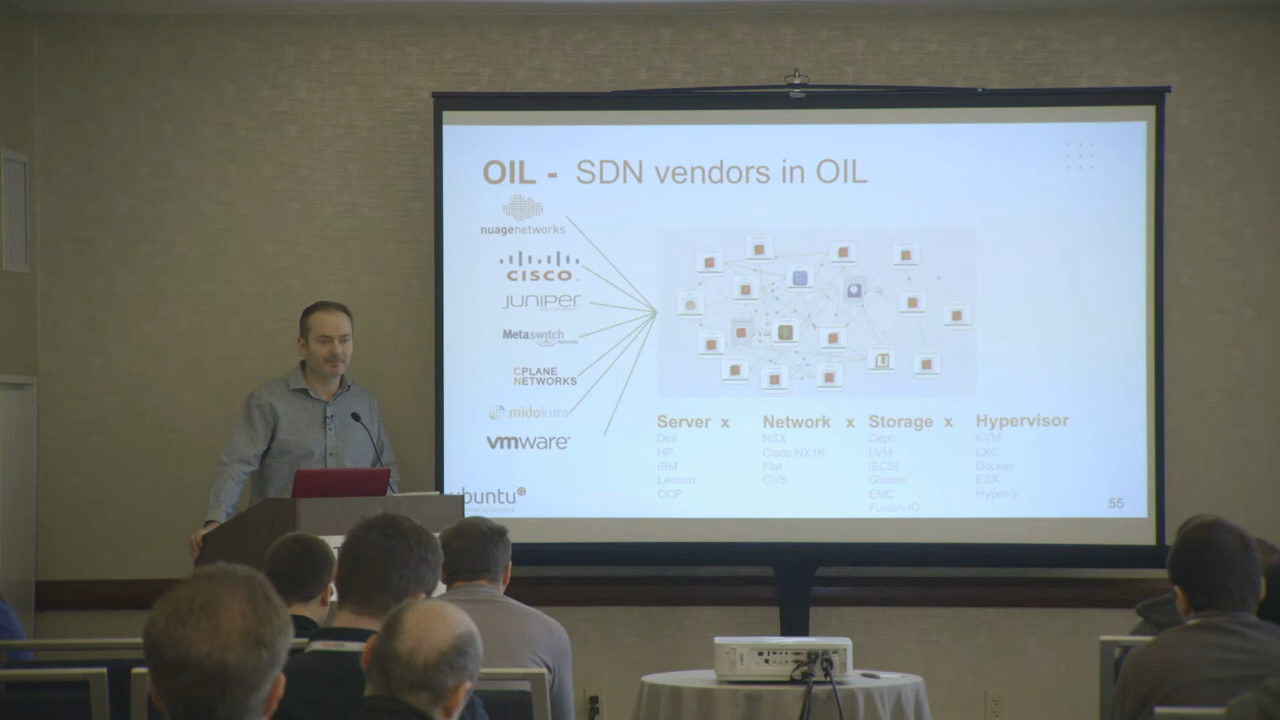 OIL - SDN vendors in OIL
nuagenetworks
CISCO
JUNIPER
NETWORKS
Metaswitch
CPLANE
NETWORKS
midokura
vmware
Server x Network x Storage x Hypervisor
Dell NSX Ceph KVM
HP Cisco NX1K LVM LXC
IBM Flat iSCSI Docker
Lenovo OVS Gluster ESX
OCP EMC Hyper-V
Fusion-IO
buntu
55